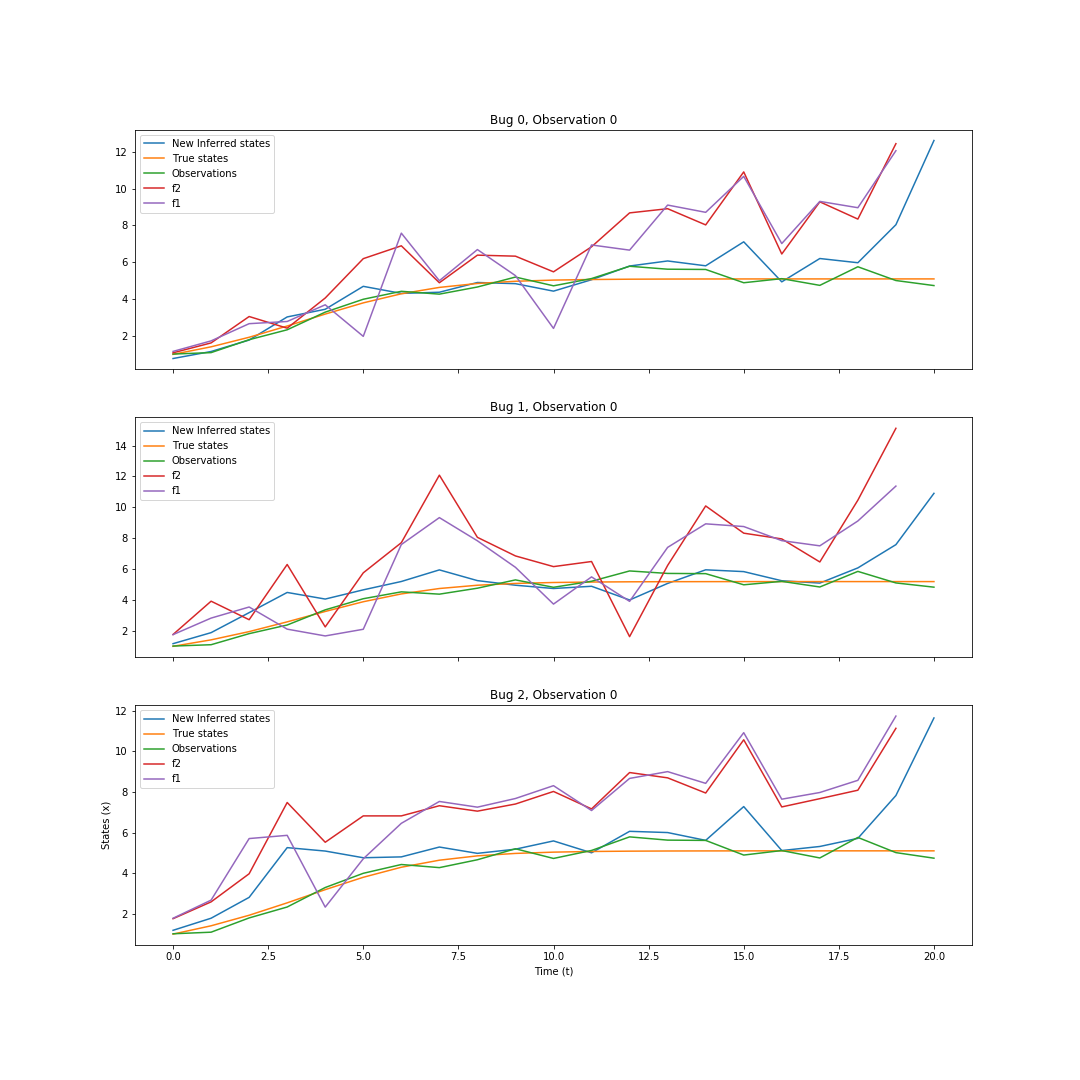 Bug 0, Observation 0
New Inferred states
True states
Observations
f2
f1
12
10
8
6
4
2
Bug 1, Observation 0
New Inferred states
True states
Observations
f2
f1
14
12
10
8
6
4
2
Bug 2, Observation 0
New Inferred states
True states
Observations
f2
f1
12
10
8
6
4
2
States (x)
0.0 2.5 5.0 7.5 10.0 12.5 15.0 17.5 20.0
Time (t)